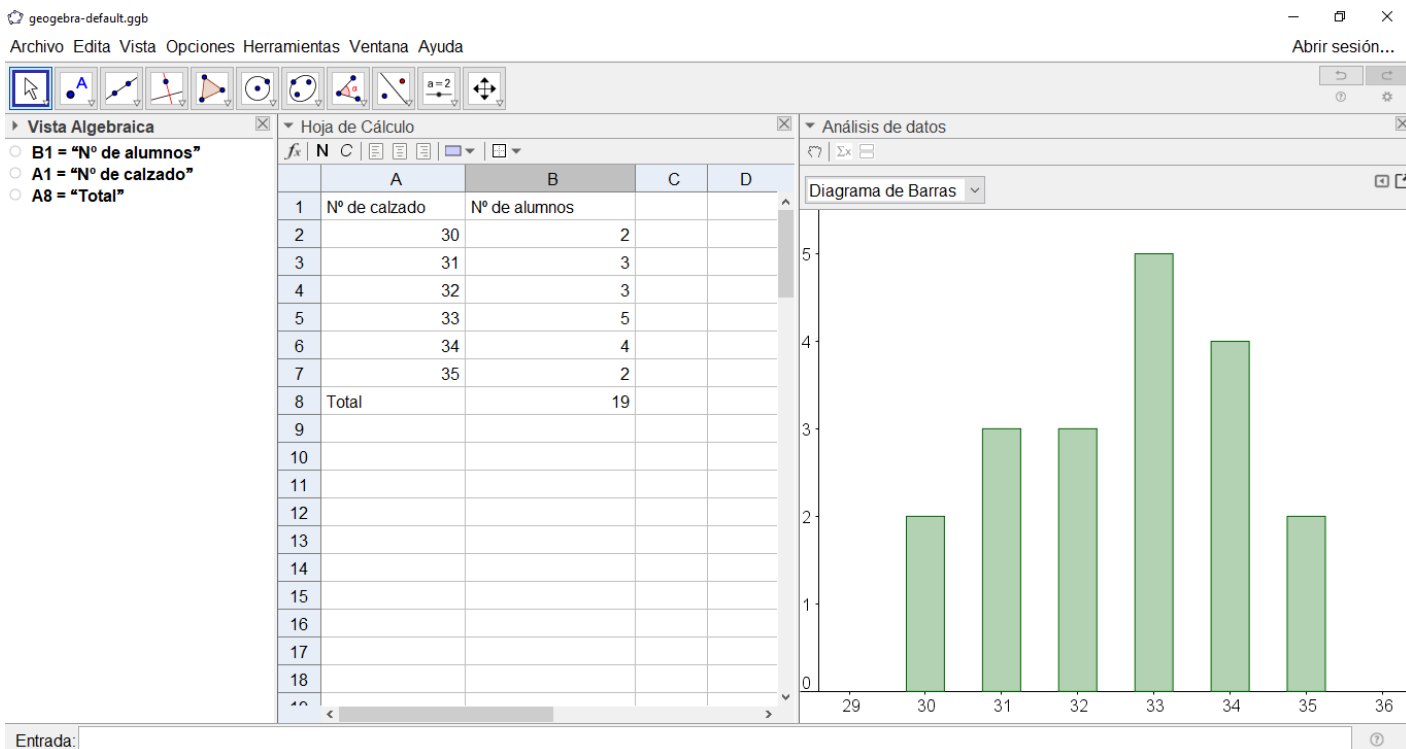 geogebra-default.ggb
Archivo Edita Vista Opciones Herramientas Ventana Ayuda
Abrir sesión...
A
α
a=2
Vista Algebraica
B1 = “Nº de alumnos”
A1 = “Nº de calzado”
A8 = “Total”
Hoja de Cálculo
fx N C
A B C D
1 Nº de calzado Nº de alumnos
2 30 2
3 31 3
4 32 3
5 33 5
6 34 4
7 35 2
8 Total 19
9
10
11
12
13
14
15
16
17
18
Análisis de datos
Σx
Diagrama de Barras
5
4
3
2
1
0
29 30 31 32 33 34 35 36
Entrada: